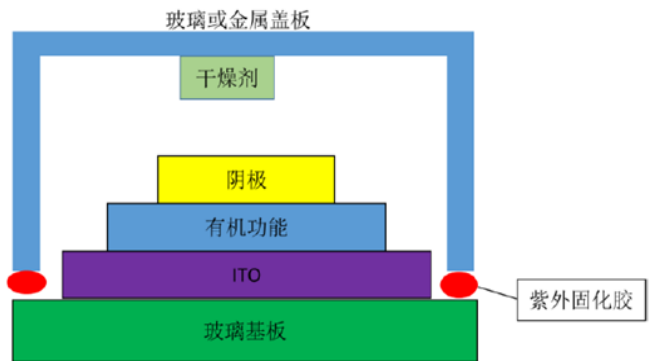 玻璃或金属盖板
干燥剂
阴极
有机功能
ITO
紫外固化胶
玻璃基板